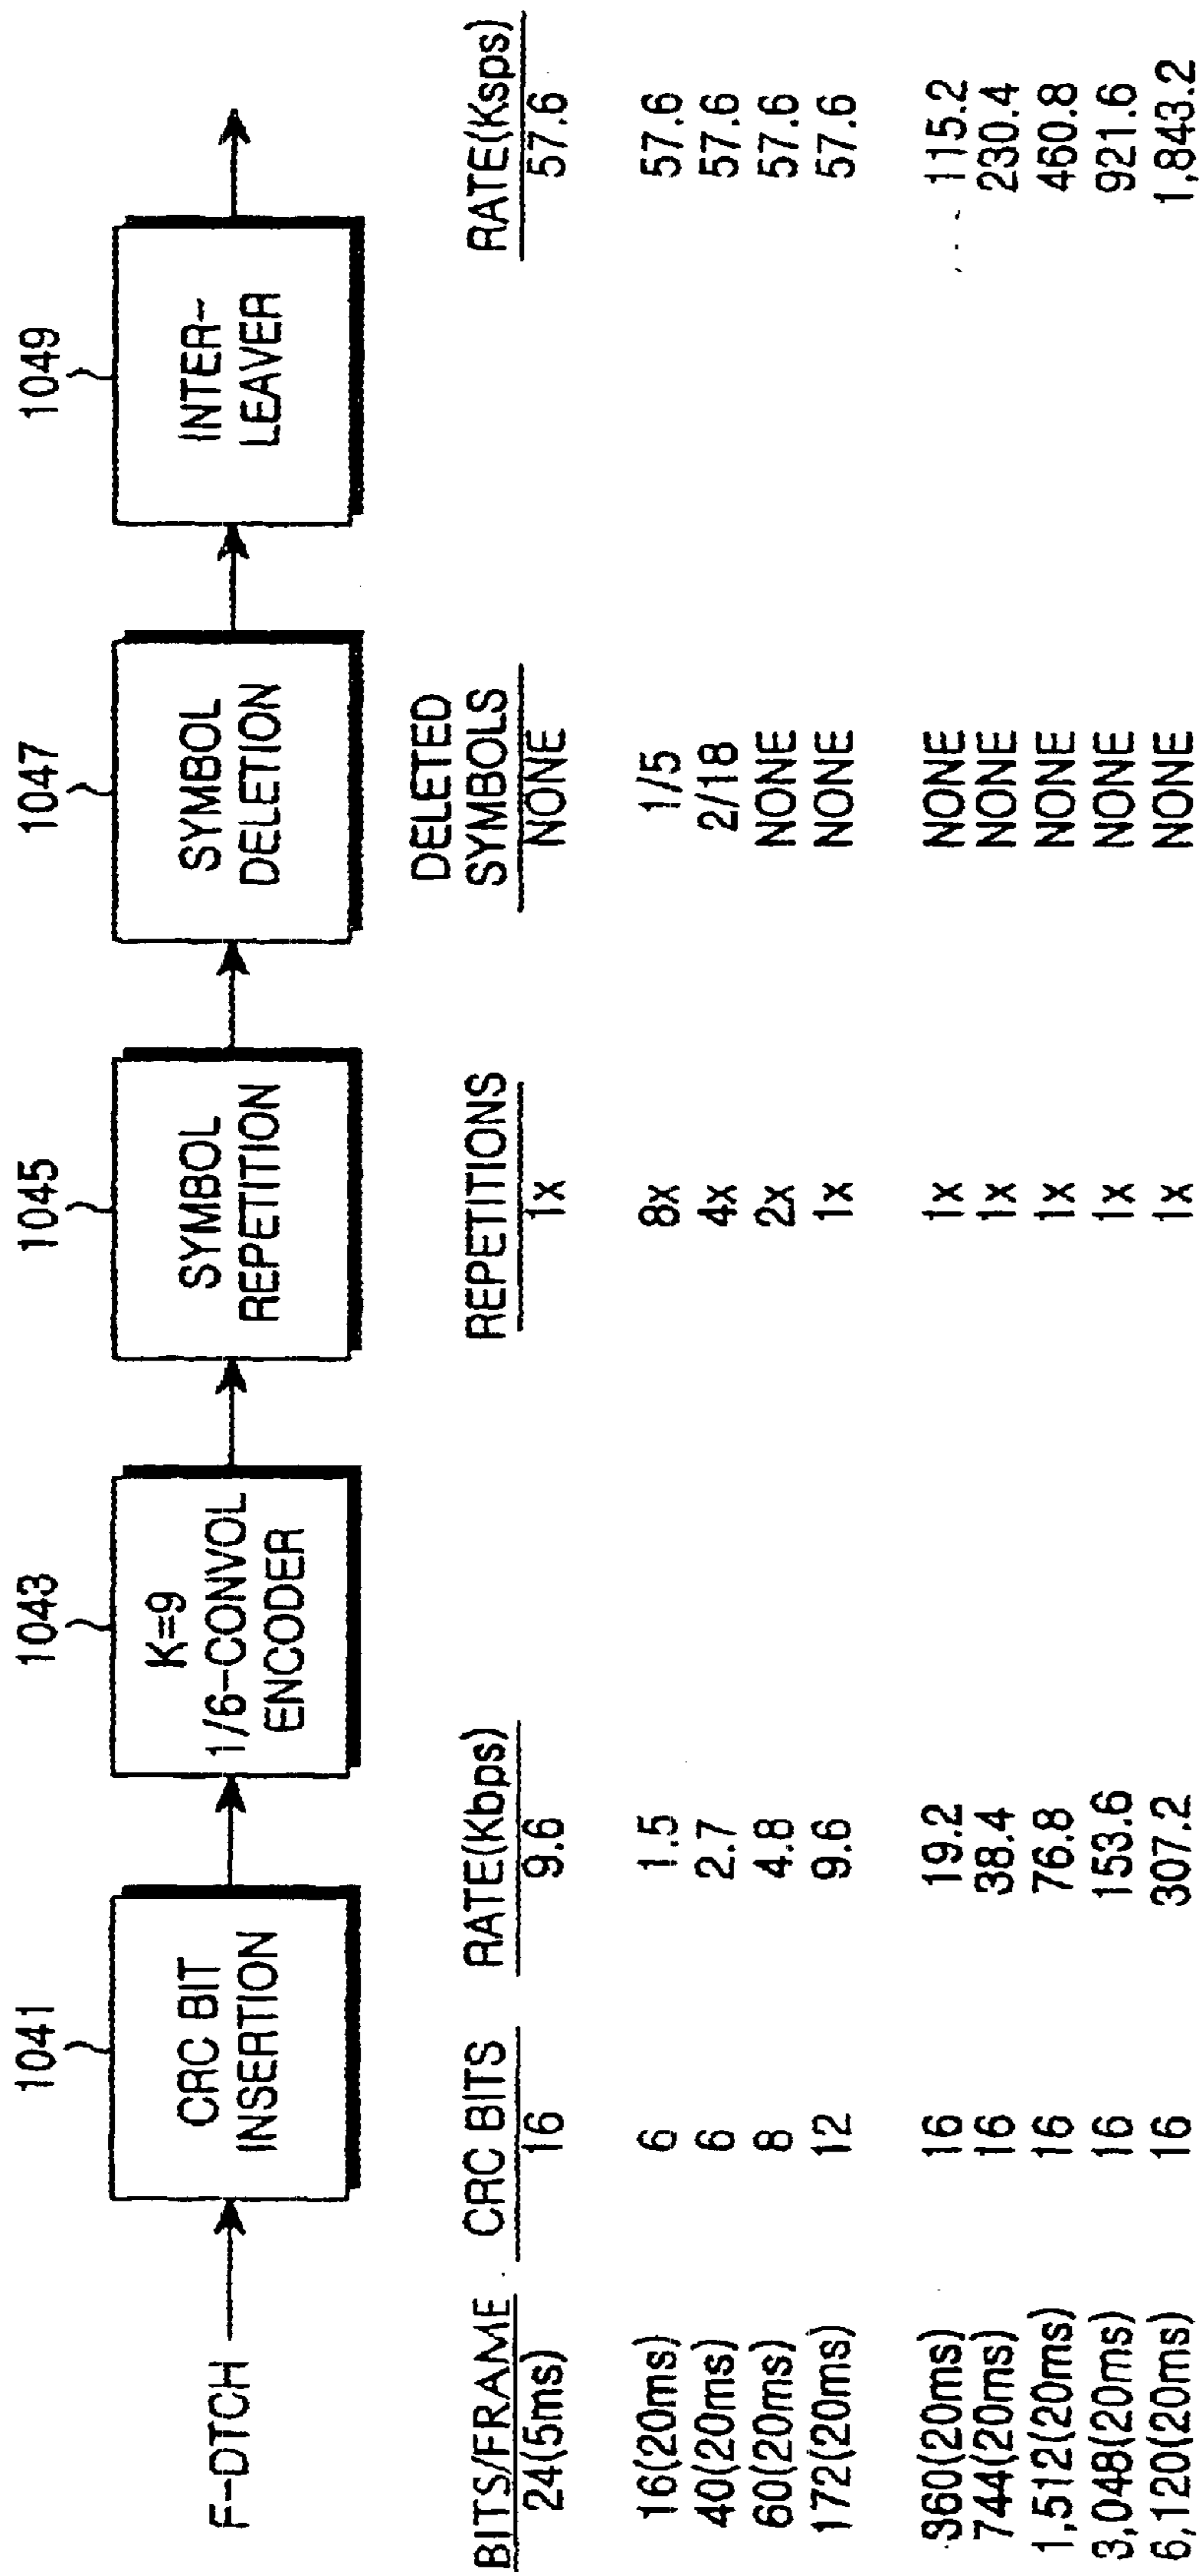 F-DTCH
1041
CRC BIT
INSERTION
1043
K=9
1/6-CONVOL
ENCODER
1045
SYMBOL
REPETITION
1047
SYMBOL
DELETION
1049
INTER-
LEAVER
BITS/FRAME CRC BITS RATE(Kbps) REPETITIONS DELETED SYMBOLS RATE(Ksps)
24(5ms) 16 9.6 1x NONE 57.6
16(20ms) 6 1.5 8x 1/5 57.6
40(20ms) 6 2.7 4x 2/18 57.6
60(20ms) 8 4.8 2x NONE 57.6
172(20ms) 12 9.6 1x NONE 57.6
360(20ms) 16 19.2 1x NONE 115.2
744(20ms) 16 38.4 1x NONE 230.4
1,512(20ms) 16 76.8 1x NONE 460.8
3,048(20ms) 16 153.6 1x NONE 921.6
6,120(20ms) 16 307.2 1x NONE 1,843.2